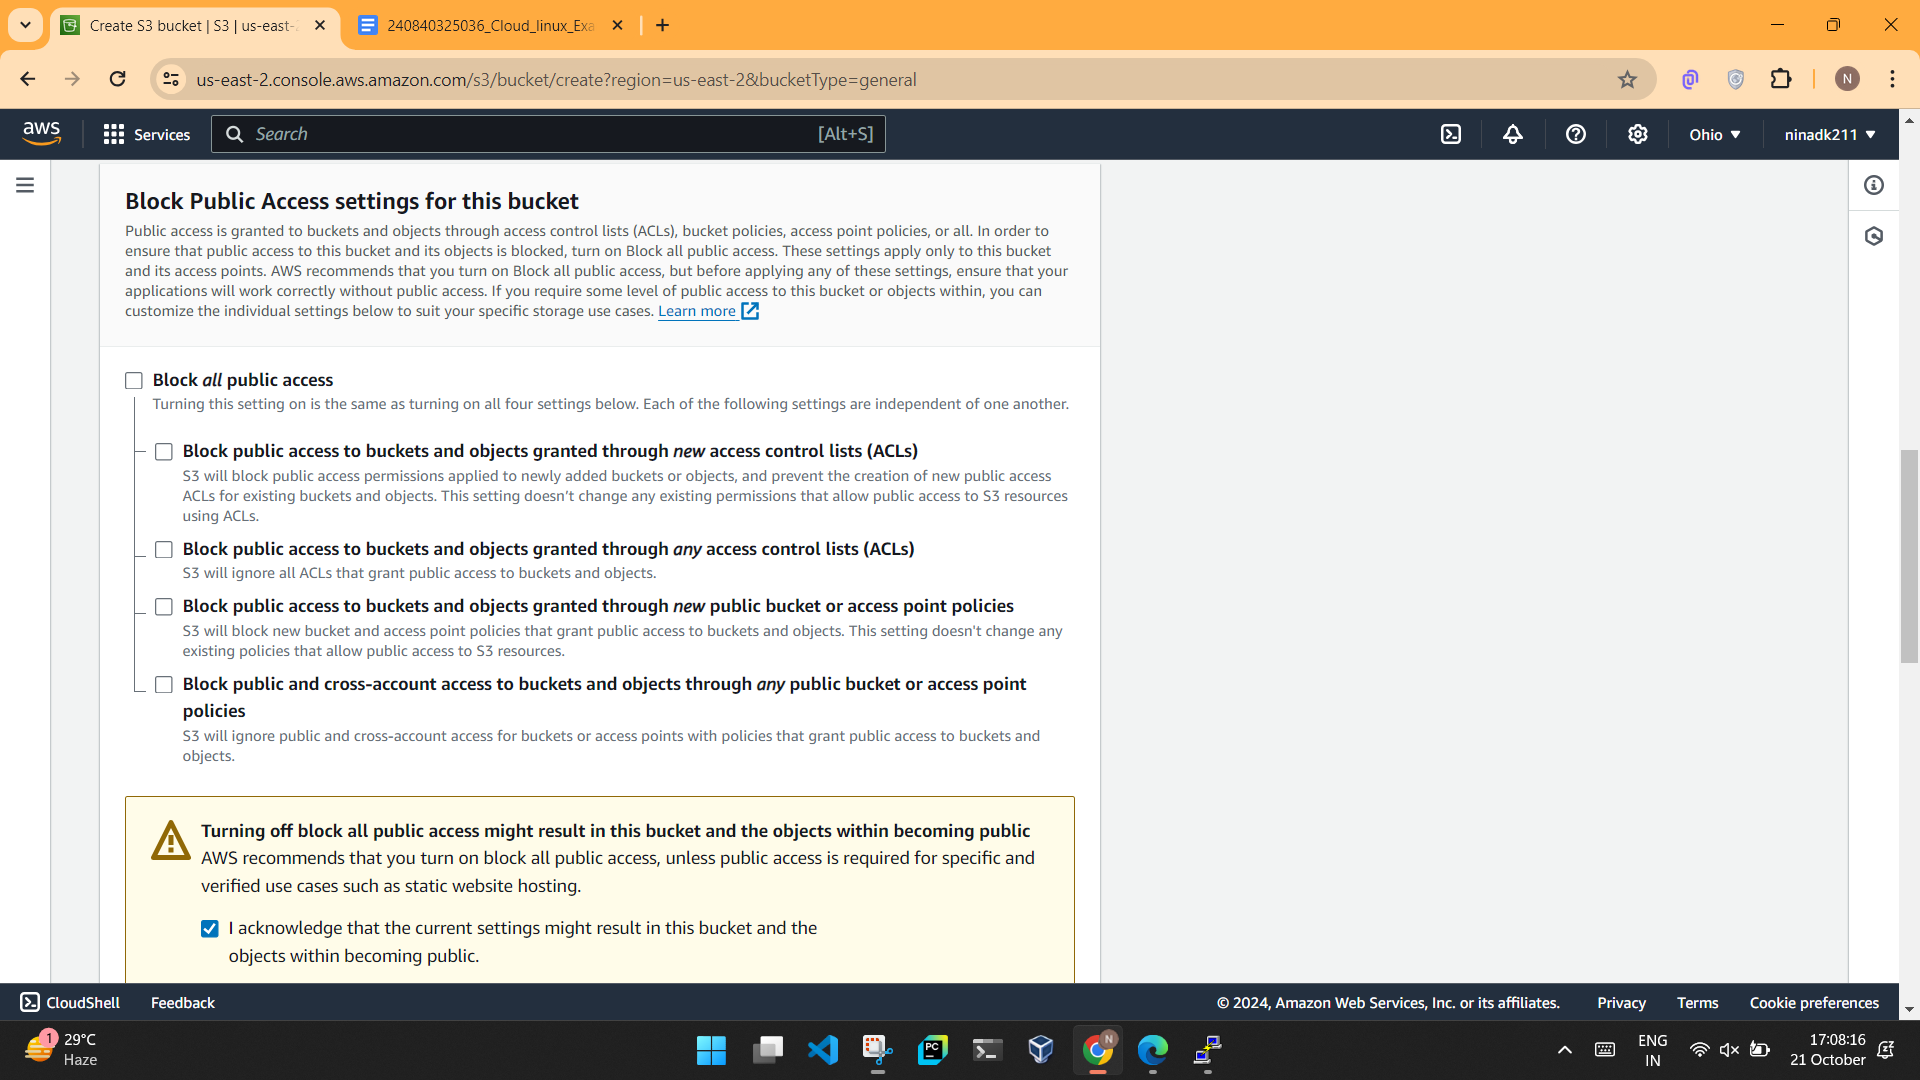 Create S3 bucket | S3 | us-east-
240840325036_Cloud_linux_Exa
us-east-2.console.aws.amazon.com/s3/bucket/create?region=us-east-2&bucketType=general
N
aws
Services
Search
[Alt+S]
Ohio
ninadk211
Block Public Access settings for this bucket
Public access is granted to buckets and objects through access control lists (ACLs), bucket policies, access point policies, or all. In order to
ensure that public access to this bucket and its objects is blocked, turn on Block all public access. These settings apply only to this bucket
and its access points. AWS recommends that you turn on Block all public access, but before applying any of these settings, ensure that your
applications will work correctly without public access. If you require some level of public access to this bucket or objects within, you can
customize the individual settings below to suit your specific storage use cases. Learn more
Block all public access
Turning this setting on is the same as turning on all four settings below. Each of the following settings are independent of one another.
Block public access to buckets and objects granted through new access control lists (ACLs)
S3 will block public access permissions applied to newly added buckets or objects, and prevent the creation of new public access
ACLs for existing buckets and objects. This setting doesn’t change any existing permissions that allow public access to S3 resources
using ACLs.
Block public access to buckets and objects granted through any access control lists (ACLs)
S3 will ignore all ACLs that grant public access to buckets and objects.
Block public access to buckets and objects granted through new public bucket or access point policies
S3 will block new bucket and access point policies that grant public access to buckets and objects. This setting doesn't change any
existing policies that allow public access to S3 resources.
Block public and cross-account access to buckets and objects through any public bucket or access point
policies
S3 will ignore public and cross-account access for buckets or access points with policies that grant public access to buckets and
objects.
Turning off block all public access might result in this bucket and the objects within becoming public
AWS recommends that you turn on block all public access, unless public access is required for specific and
verified use cases such as static website hosting.
I acknowledge that the current settings might result in this bucket and the
objects within becoming public.
CloudShell
Feedback
© 2024, Amazon Web Services, Inc. or its affiliates.
Privacy
Terms
Cookie preferences
1
29°C
Haze
PC
N
ENG
IN
17:08:16
21 October